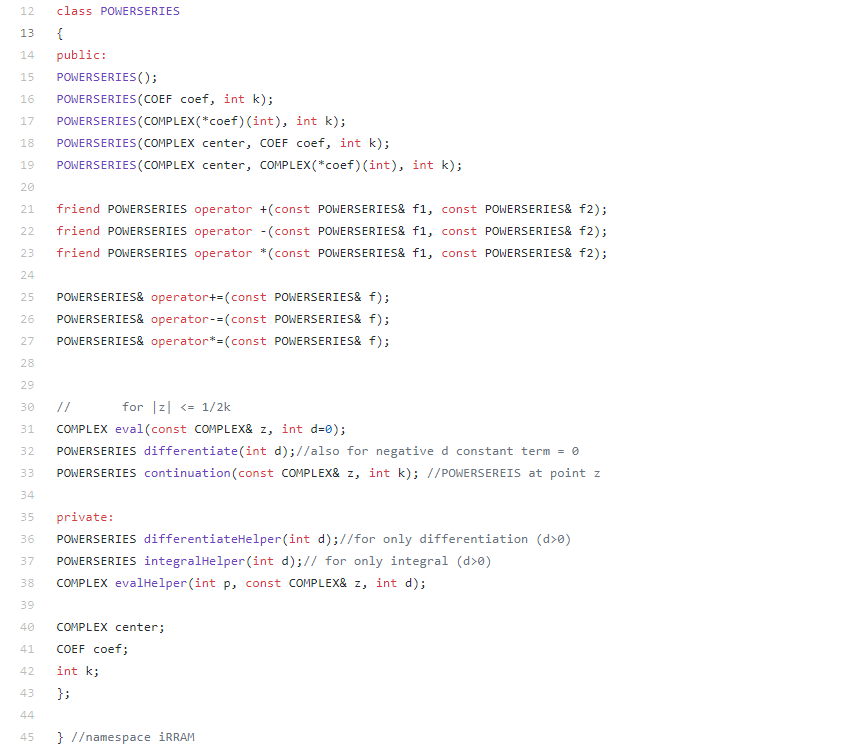 12 class POWERSERIES
13 {
14 public:
15 POWERSERIES();
16 POWERSERIES(COEF coef, int k);
17 POWERSERIES(COMPLEX(*coef)(int), int k);
18 POWERSERIES(COMPLEX center, COEF coef, int k);
19 POWERSERIES(COMPLEX center, COMPLEX(*coef)(int), int k);
20
21 friend POWERSERIES operator +(const POWERSERIES& f1, const POWERSERIES& f2);
22 friend POWERSERIES operator -(const POWERSERIES& f1, const POWERSERIES& f2);
23 friend POWERSERIES operator *(const POWERSERIES& f1, const POWERSERIES& f2);
24
25 POWERSERIES& operator+=(const POWERSERIES& f);
26 POWERSERIES& operator-=(const POWERSERIES& f);
27 POWERSERIES& operator*=(const POWERSERIES& f);
28
29
30 //       for |z| <= 1/2k
31 COMPLEX eval(const COMPLEX& z, int d=0);
32 POWERSERIES differentiate(int d);//also for negative d constant term = 0
33 POWERSERIES continuation(const COMPLEX& z, int k); //POWERSEREIS at point z
34
35 private:
36 POWERSERIES differentiateHelper(int d);//for only differentiation (d>0)
37 POWERSERIES integralHelper(int d);// for only integral (d>0)
38 COMPLEX evalHelper(int p, const COMPLEX& z, int d);
39
40 COMPLEX center;
41 COEF coef;
42 int k;
43 };
44
45 } //namespace iRRAM